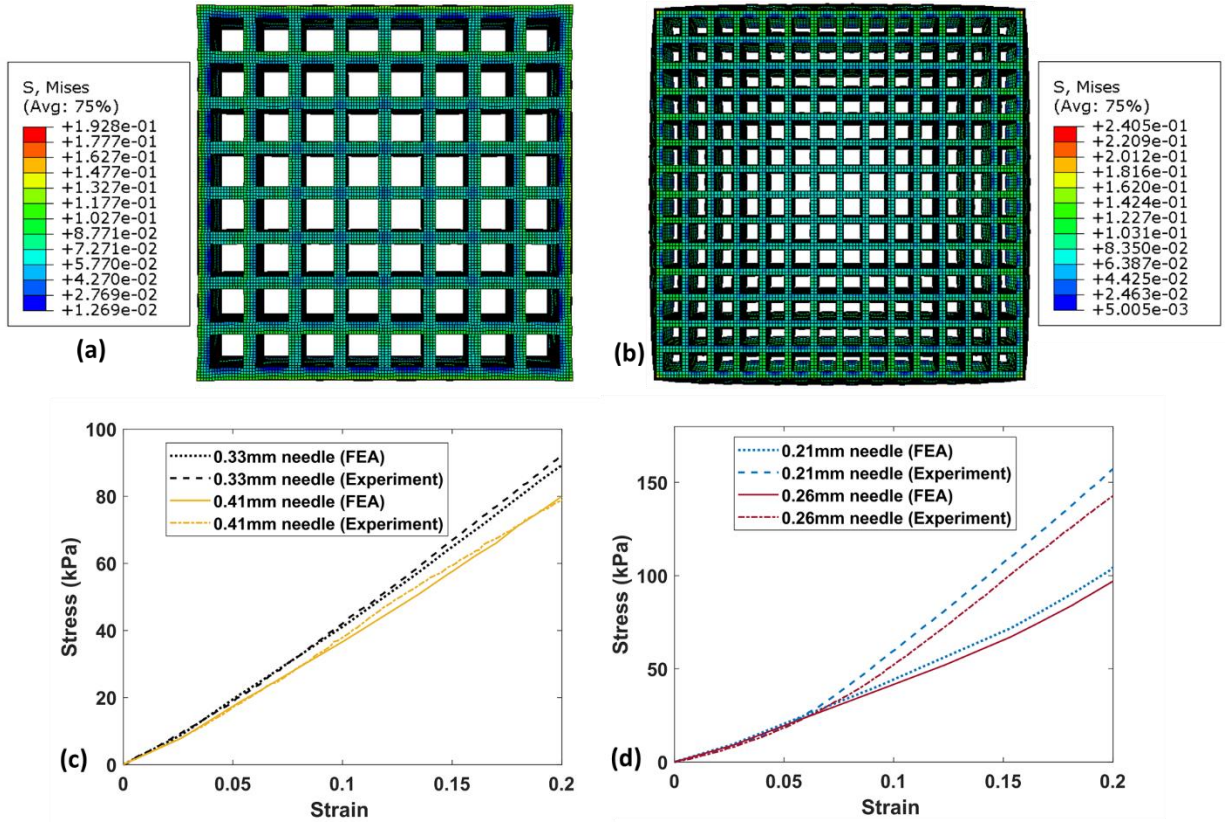 S, Mises
(Avg: 75%)
+1.928e-01
+1.777e-01
+1.627e-01
+1.477e-01
+1.327e-01
+1.177e-01
+1.027e-01
+8.771e-02
+7.271e-02
+5.770e-02
+4.270e-02
+2.769e-02
+1.269e-02
(a)
S, Mises
(Avg: 75%)
+2.405e-01
+2.209e-01
+2.012e-01
+1.816e-01
+1.620e-01
+1.424e-01
+1.227e-01
+1.031e-01
+8.350e-02
+6.387e-02
+4.425e-02
+2.463e-02
+5.005e-03
(b)
100
80
60
40
20
0
Stress (kPa)
0.33mm needle (FEA)
0.33mm needle (Experiment)
0.41mm needle (FEA)
0.41mm needle (Experiment)
(c)
0
0.05
0.1
0.15
0.2
Strain
150
100
50
0
Stress (kPa)
0.21mm needle (FEA)
0.21mm needle (Experiment)
0.26mm needle (FEA)
0.26mm needle (Experiment)
(d)
0
0.05
0.1
0.15
0.2
Strain